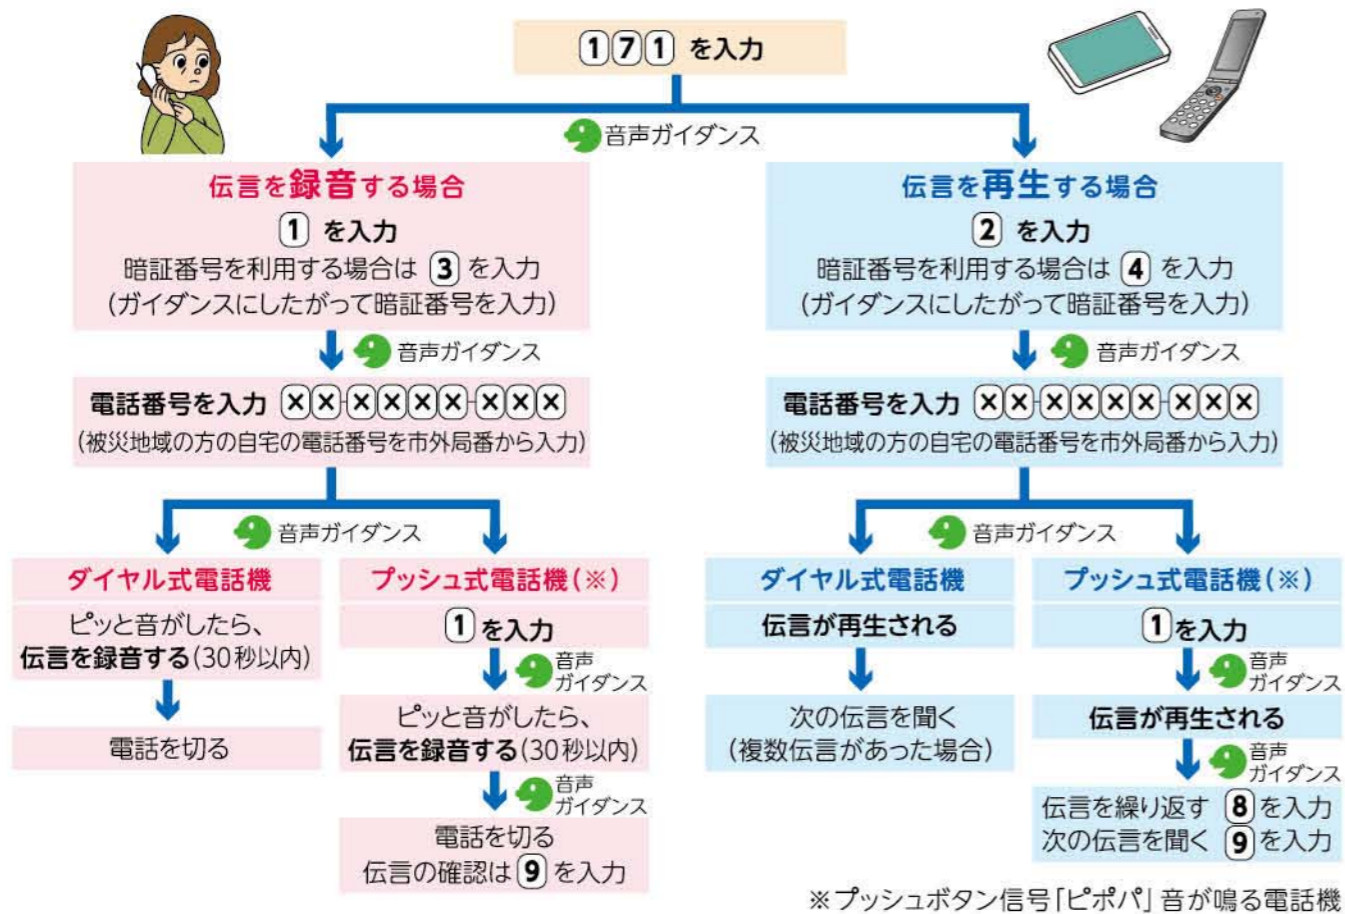 171 を入力
音声ガイダンス
伝言を録音する場合
1 を入力
暗証番号を利用する場合は 3 を入力
(ガイダンスにしたがって暗証番号を入力)
音声ガイダンス
電話番号を入力 XX-XXXX-XXX
(被災地域の方の自宅の電話番号を市外局番から入力)
音声ガイダンス
ダイヤル式電話機
ピッと音がしたら、
伝言を録音する(30秒以内)
電話を切る
プッシュ式電話機(※)
1 を入力
音声
ガイダンス
ピッと音がしたら、
伝言を録音する(30秒以内)
音声
ガイダンス
電話を切る
伝言の確認は 9 を入力
伝言を再生する場合
2 を入力
暗証番号を利用する場合は 4 を入力
(ガイダンスにしたがって暗証番号を入力)
音声ガイダンス
電話番号を入力 XX-XXXX-XXX
(被災地域の方の自宅の電話番号を市外局番から入力)
音声ガイダンス
ダイヤル式電話機
伝言が再生される
次の伝言を聞く
(複数伝言があった場合)
プッシュ式電話機(※)
1 を入力
音声
ガイダンス
伝言が再生される
音声
ガイダンス
伝言を繰り返す 8 を入力
次の伝言を聞く 9 を入力
※プッシュボタン信号「ピポパ」音が鳴る電話機